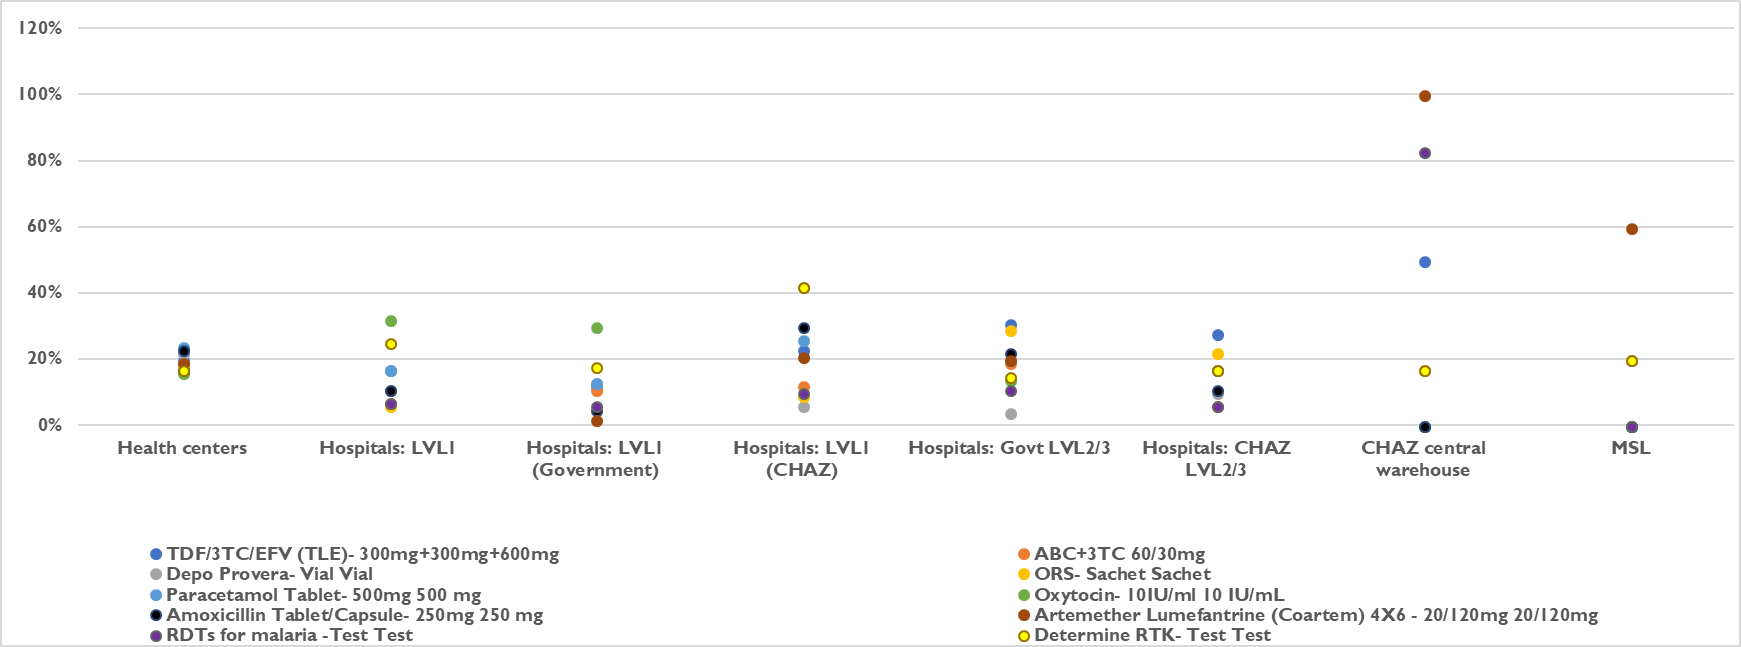 120%
100%
80%
60%
40%
20%
0%
Health centers
Hospitals: LVL1
Hospitals: LVL1
(Government)
Hospitals: LVL1
(CHAZ)
Hospitals: Govt LVL2/3
Hospitals: CHAZ
LVL2/3
CHAZ central
warehouse
MSL
TDF/3TC/EFV (TLE)- 300mg+300mg+600mg
ABC+3TC 60/30mg
Depo Provera- Vial Vial
ORS- Sachet Sachet
Paracetamol Tablet- 500mg 500 mg
Oxytocin- 10IU/ml 10 IU/mL
Amoxicillin Tablet/Capsule- 250mg 250 mg
Artemether Lumefantrine (Coartem) 4X6 - 20/120mg 20/120mg
RDTs for malaria -Test Test
Determine RTK- Test Test